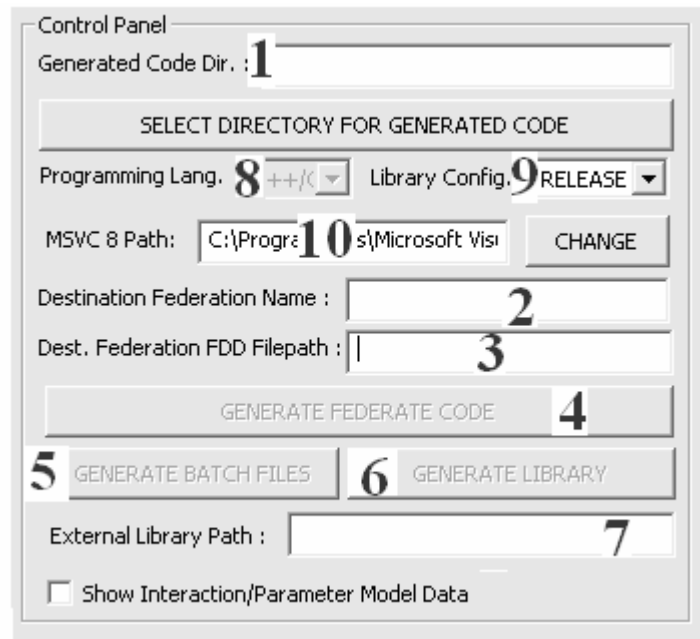 Control Panel
Generated Code Dir. : 1
SELECT DIRECTORY FOR GENERATED CODE
Programming Lang. 8 ++/C Library Config. 9 RELEASE
MSVC 8 Path: C:\Progra 10 s\Microsoft Visu CHANGE
Destination Federation Name : 2
Dest. Federation FDD Filepath : 3
GENERATE FEDERATE CODE 4
5 GENERATE BATCH FILES 6 GENERATE LIBRARY
External Library Path : 7
Show Interaction/Parameter Model Data